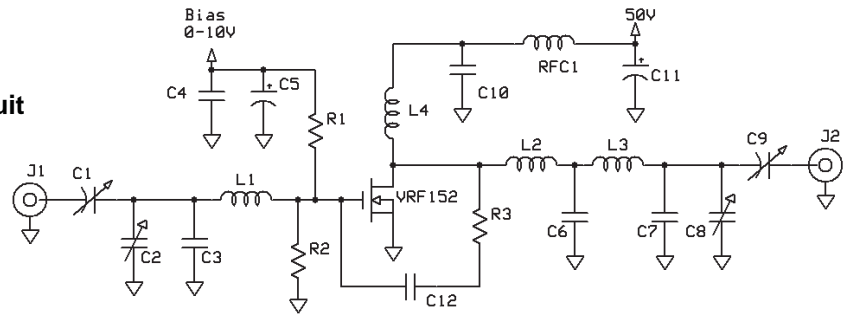 Bias
0-10V
50V
C4
C5
R1
C10
RFC1
C11
L4
uit
J1
C1
L1
VRF152
L2
L3
C9
J2
C2
C3
R2
R3
C6
C7
C8
C12